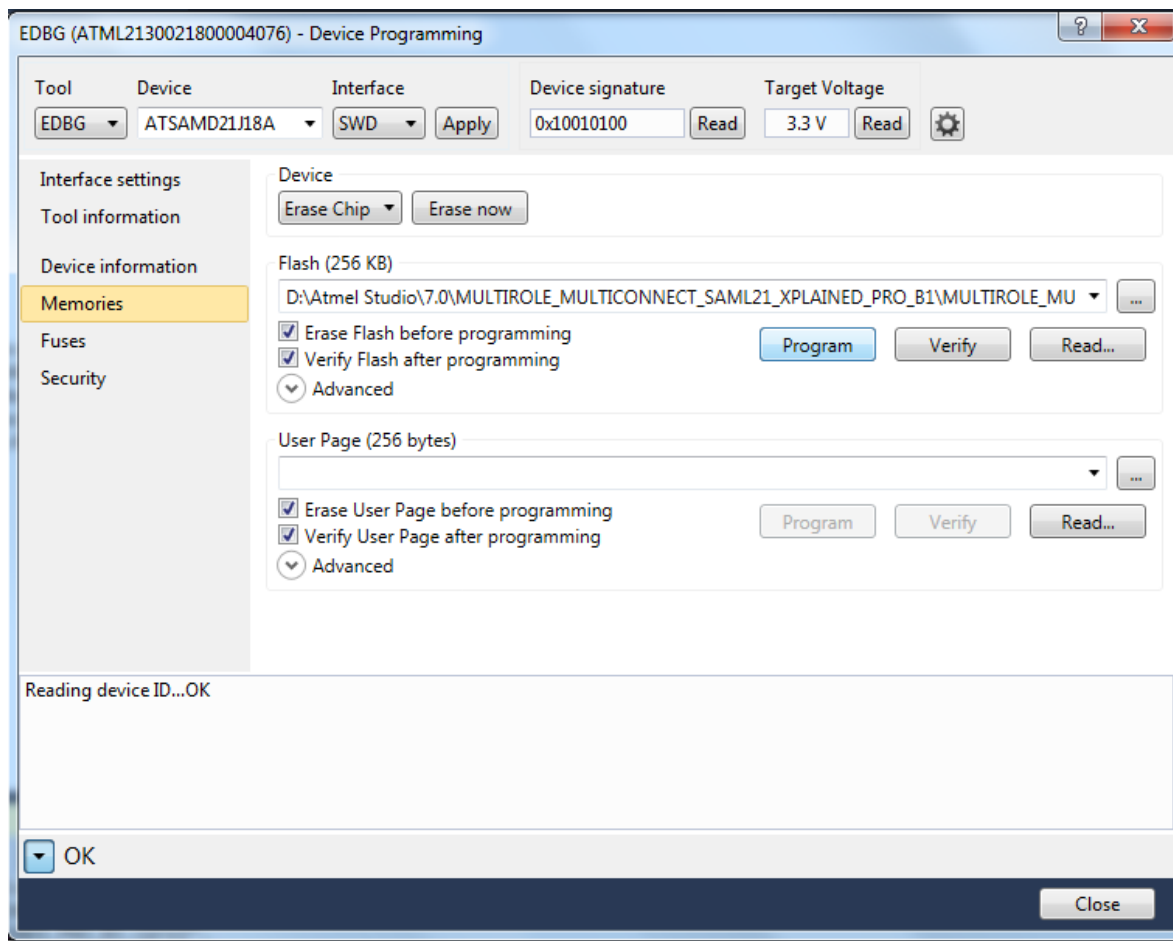 EDBG (ATML2130021800004076) - Device Programming
Tool Device Interface Device signature Target Voltage
EDBG ATSAMD21J18A SWD Apply 0x10010100 Read 3.3 V Read
Interface settings
Tool information
Device information
Memories
Fuses
Security
Device
Erase Chip Erase now
Flash (256 KB)
D:\Atmel Studio\7.0\MULTIROLE_MULTICONNECT_SAML21_XPLAINED_PRO_B1\MULTIROLE_MU ...
Erase Flash before programming
Verify Flash after programming
Program Verify Read...
Advanced
User Page (256 bytes)
...
Erase User Page before programming
Verify User Page after programming
Program Verify Read...
Advanced
Reading device ID...OK
OK
Close